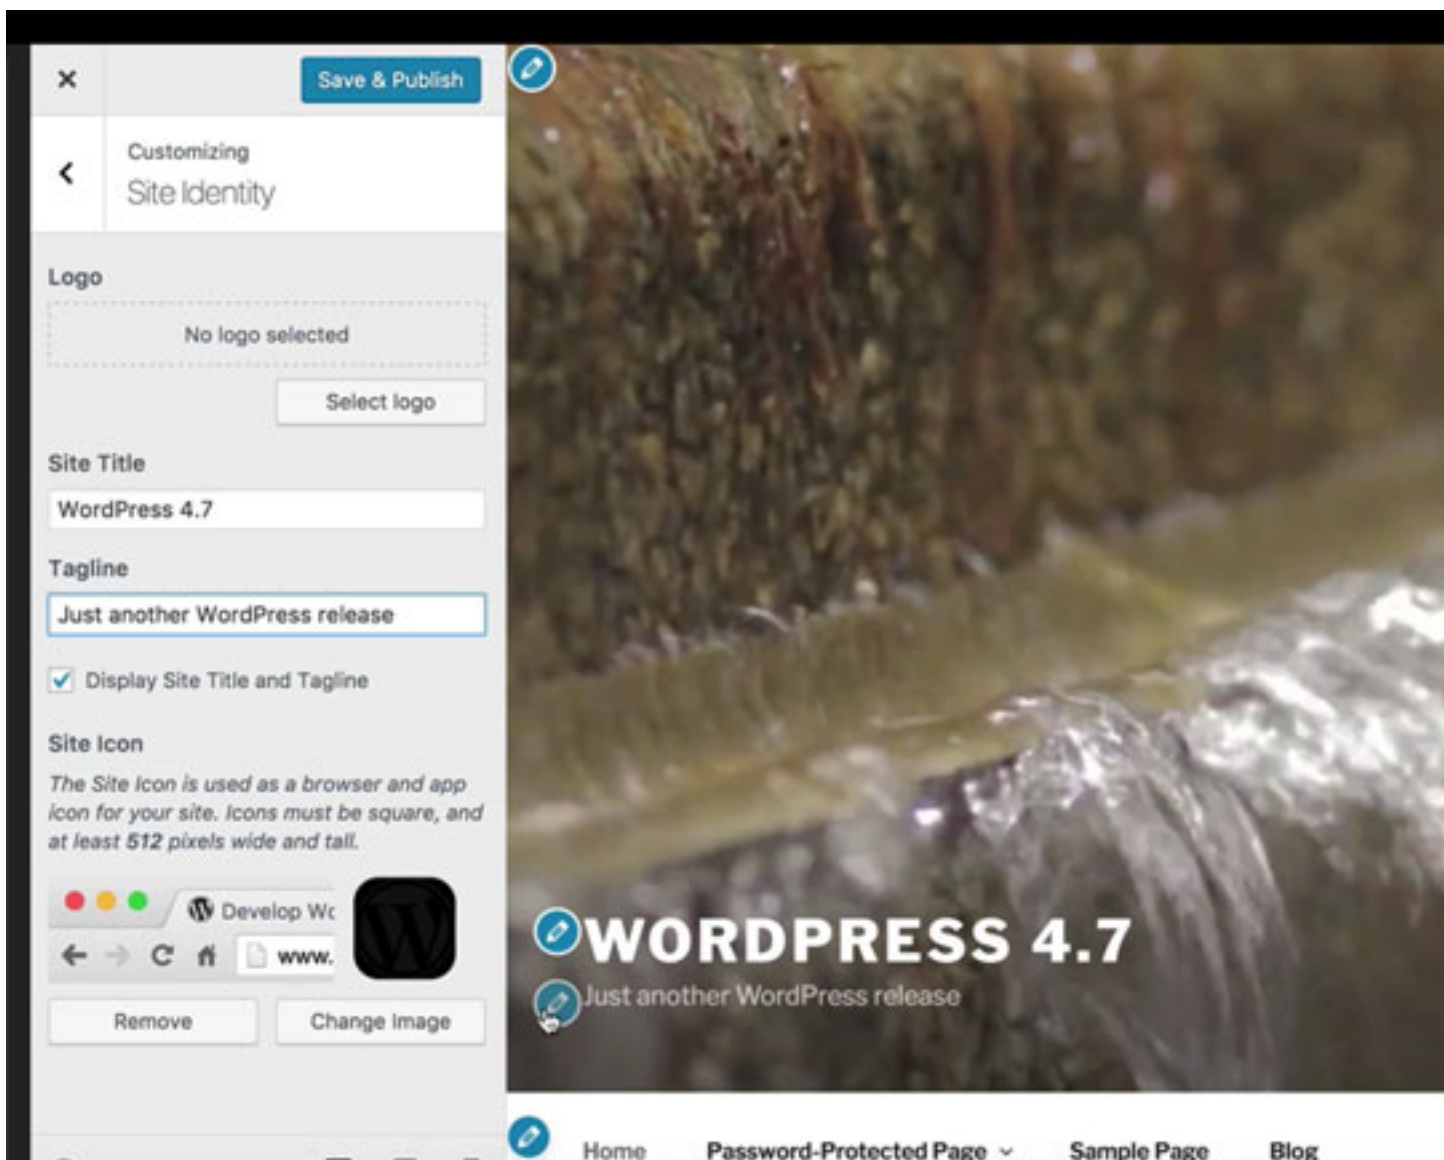 Save & Publish
Customizing
Site Identity
Logo
No logo selected
Select logo
Site Title
WordPress 4.7
Tagline
Just another WordPress release
Display Site Title and Tagline
Site Icon
The Site Icon is used as a browser and app
icon for your site. Icons must be square, and
at least 512 pixels wide and tall.
Develop Wo
www.
Remove
Change Image
WORDPRESS 4.7
Just another WordPress release
Home
Password-Protected Page
Sample Page
Blog